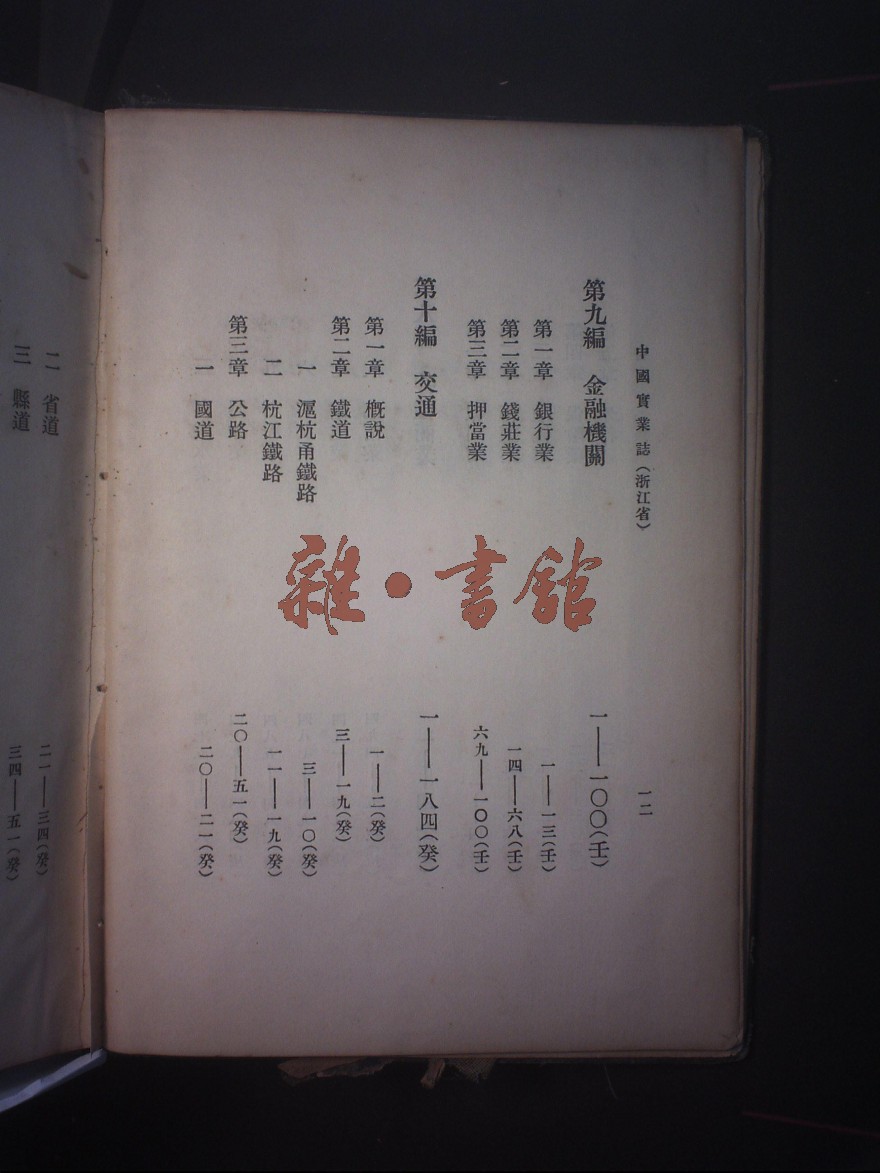 中國實業誌（浙江省）
一二
第九編 金融機關 一——一〇〇（壬）
第一章 銀行業 一——一三（壬）
第二章 錢莊業 一四——六八（壬）
第三章 押當業 六九——一〇〇（壬）
第十編 交通 一——一八四（癸）
第一章 概說 一——二（癸）
第二章 鐵道 三——一九（癸）
一 滬杭甬鐵路 三——一〇（癸）
二 杭江鐵路 一一——一九（癸）
第三章 公路 二〇——五一（癸）
一 國道 二〇——二一（癸）
二 省道 二一——三四（癸）
三 縣道 三四——五一（癸）
雜·書館